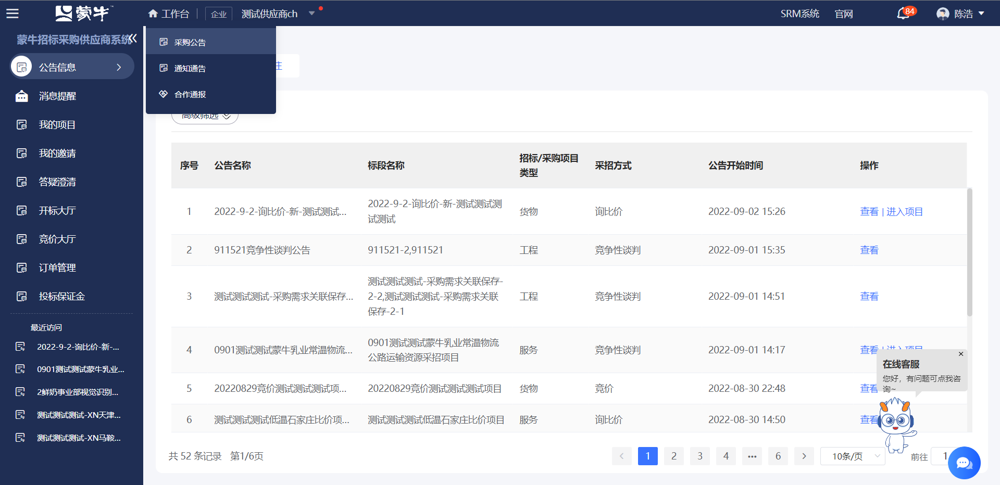 蒙牛™
工作台
企业
测试供应商ch
SRM系统
官网
84
陈浩
蒙牛招标采购供应商系统
公告信息
消息提醒
我的项目
我的邀请
答疑澄清
开标大厅
竞价大厅
订单管理
投标保证金
最近访问
2022-9-2-询比价-新-...
0901测试测试蒙牛乳业...
2鲜奶事业部视觉识别...
测试测试测试-XN天津...
测试测试测试-XN马鞍...
采购公告
通知通告
合作通报
注
高级筛选
序号 公告名称 标段名称 招标/采购项目 采招方式 公告开始时间 操作
类型
1 2022-9-2-询比价-新-测试测试... 2022-9-2-询比价-新-测试测试测 货物 询比价 2022-09-02 15:26 查看 | 进入项目
试测试
2 911521竞争性谈判公告 911521-2,911521 工程 竞争性谈判 2022-09-01 15:35 查看
测试测试测试-采购需求关联保存-
3 测试测试测试-采购需求关联保存... 2-2,测试测试测试-采购需求关联 工程 竞争性谈判 2022-09-01 14:51 查看
保存-2-1
4 0901测试测试蒙牛乳业常温物流... 0901测试测试蒙牛乳业常温物流 服务 竞争性谈判 2022-09-01 14:17 查看 | 进入项目
公路运输资源采招项目
5 20220829竞价测试测试测试项... 20220829竞价测试测试测试项目 货物 竞价 2022-08-30 22:48 查看
6 测试测试测试低温石家庄比价项... 测试测试测试低温石家庄比价项目 服务 询比价 2022-08-30 14:50 查看
在线客服
您好，有问题可点我咨
询~
共 52 条记录 第1/6页
1 2 3 4 ••• 6
10条/页
前往 1